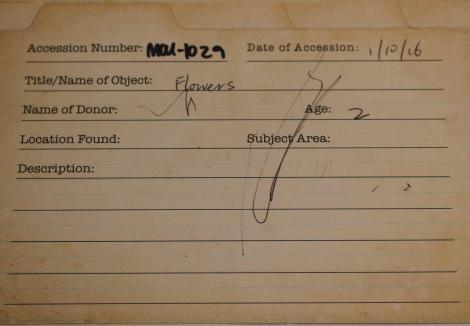 Accession Number: MOU-1029 Date of Accession: 1/10/16
Title/Name of Object: Flowers
Name of Donor: Age: 2
Location Found: Subject Area:
Description: